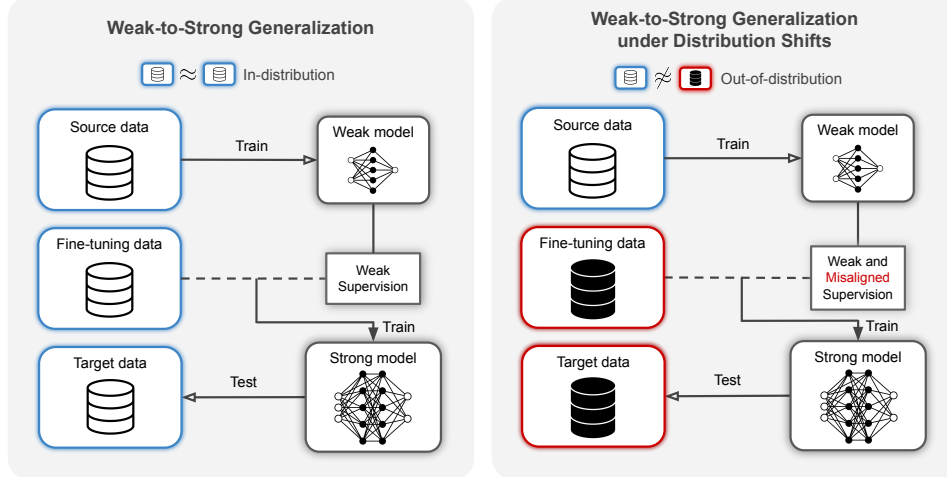 Weak-to-Strong Generalization
≈ In-distribution
Source data
Train
Weak model
Fine-tuning data
Weak
Supervision
Train
Target data
Test
Strong model
Weak-to-Strong Generalization
under Distribution Shifts
≉ Out-of-distribution
Source data
Train
Weak model
Fine-tuning data
Weak and
Misaligned
Supervision
Train
Target data
Test
Strong model